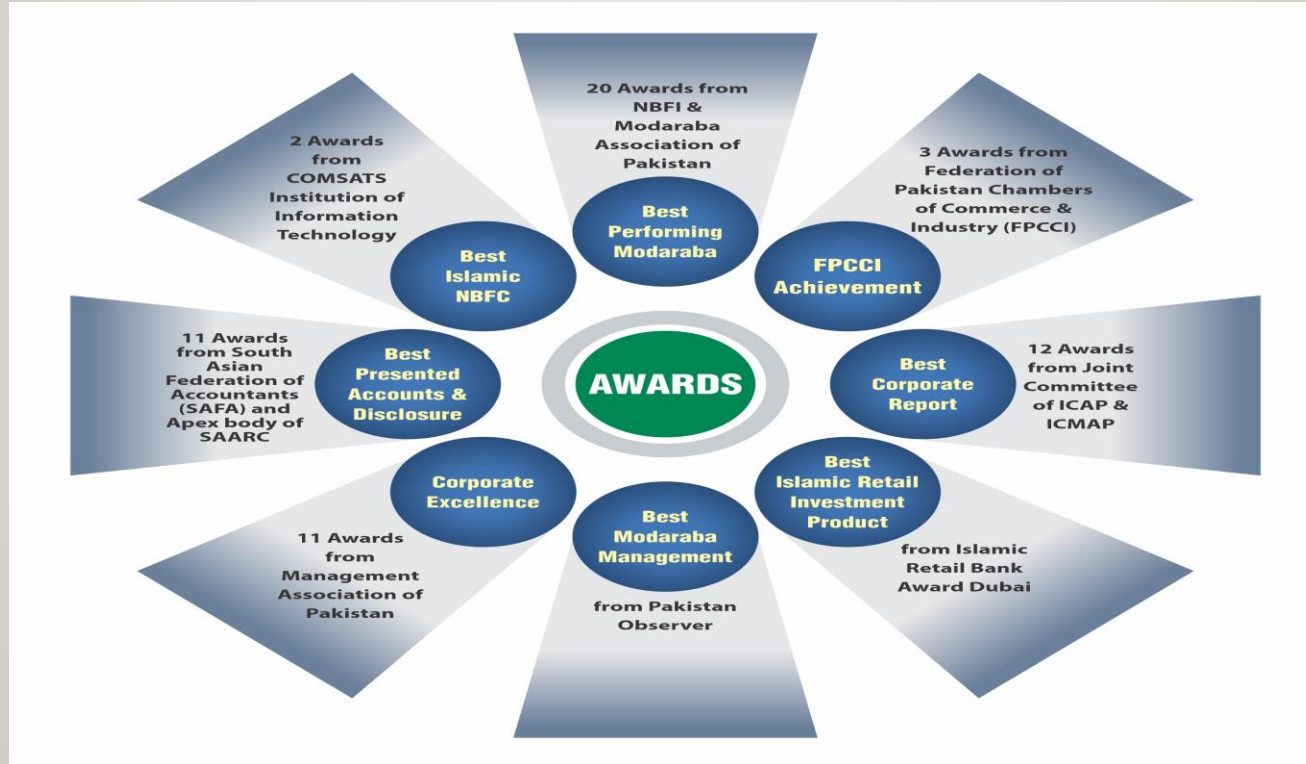 AWARDS
20 Awards from
NBFI &
Modaraba
Association of
Pakistan
Best
Performing
Modaraba
3 Awards from
Federation of
Pakistan Chambers
of Commerce &
Industry (FPCCI)
FPCCI
Achievement
12 Awards
from Joint
Committee
of ICAP &
ICMAP
Best
Corporate
Report
Best
Islamic Retail
Investment
Product
from Islamic
Retail Bank
Award Dubai
Best
Modaraba
Management
from Pakistan
Observer
Corporate
Excellence
11 Awards
from
Management
Association of
Pakistan
11 Awards
from South
Asian
Federation of
Accountants
(SAFA) and
Apex body of
SAARC
Best
Presented
Accounts &
Disclosure
2 Awards
from
COMSATS
Institution of
Information
Technology
Best
Islamic
NBFC